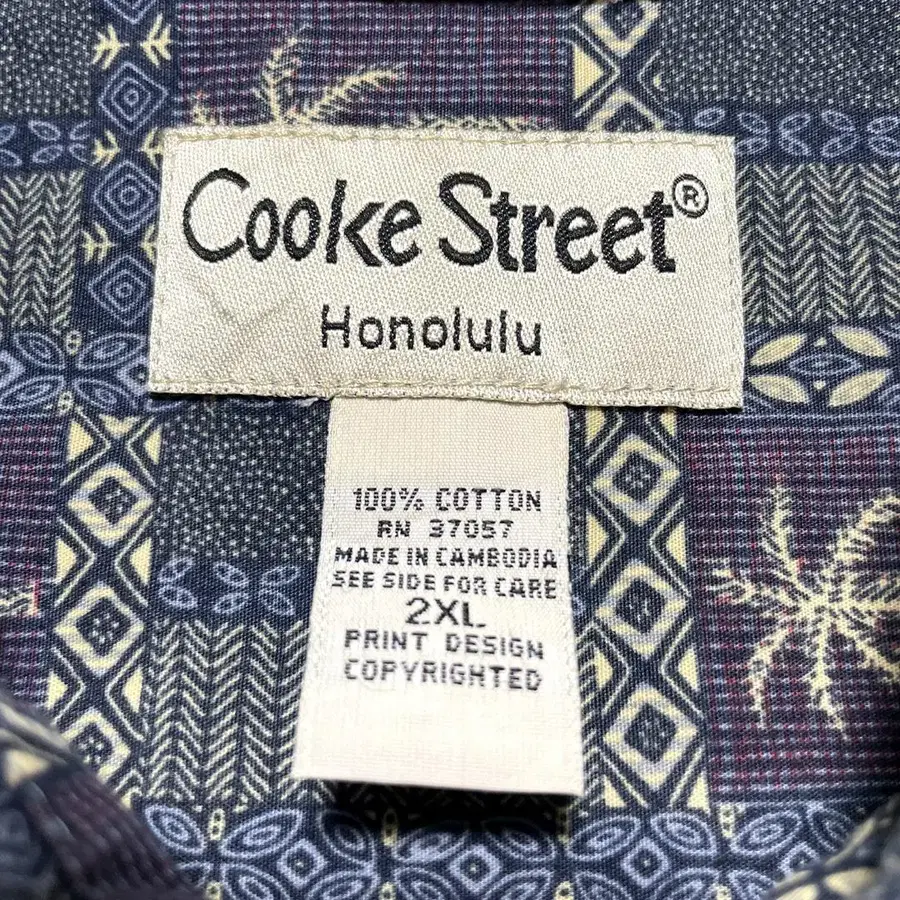 Cooke Street®
Honolulu
100% COTTON
RN 37057
MADE IN CAMBODIA
SEE SIDE FOR CARE
2XL
PRINT DESIGN
COPYRIGHTED